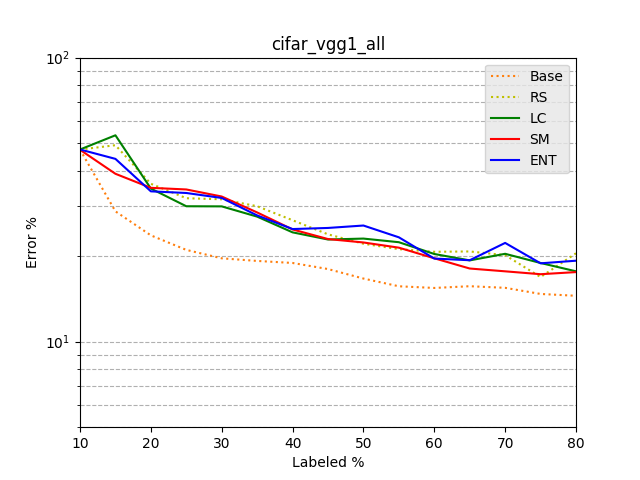 cifar_vgg1_all
10²
10¹
Error %
Base
RS
LC
SM
ENT
10 20 30 40 50 60 70 80
Labeled %